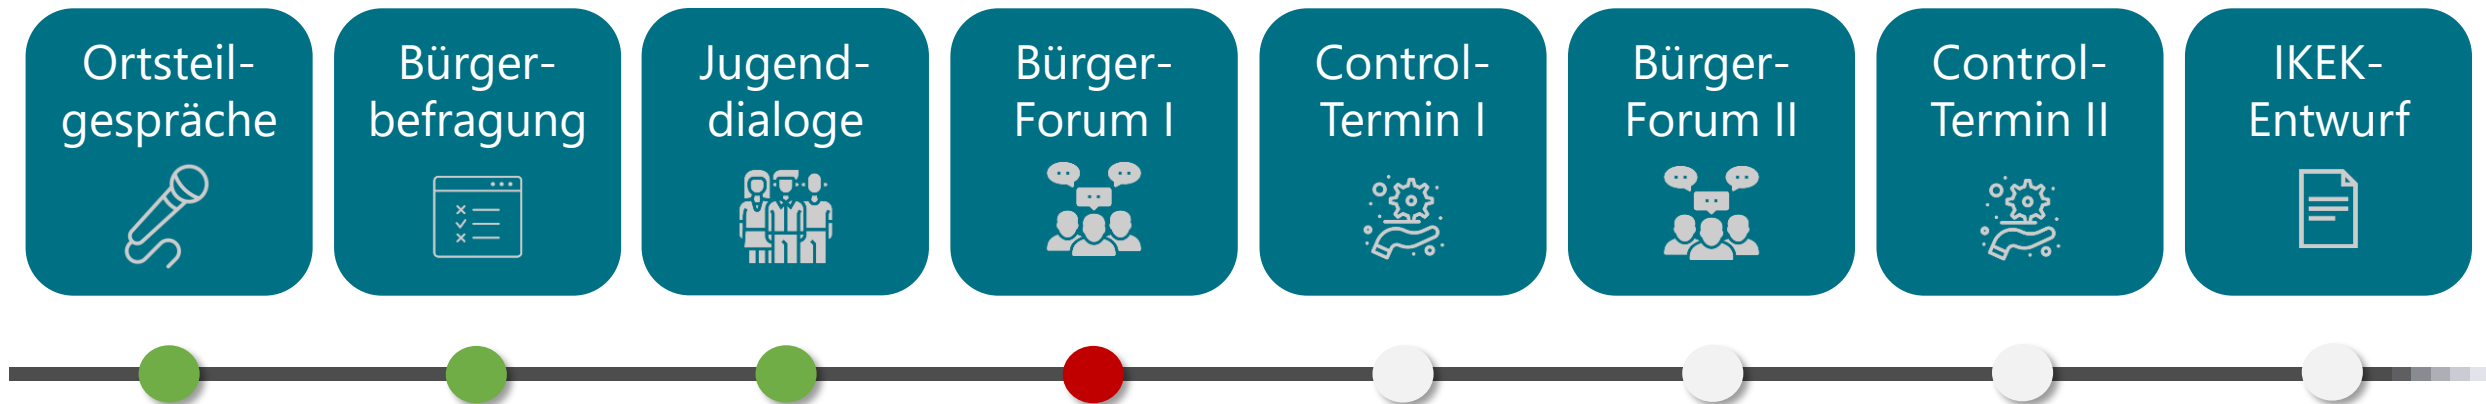 Ortsteil-
gespräche
Bürger-
befragung
Jugend-
dialoge
Bürger-
Forum I
Control-
Termin I
Bürger-
Forum II
Control-
Termin II
IKEK-
Entwurf